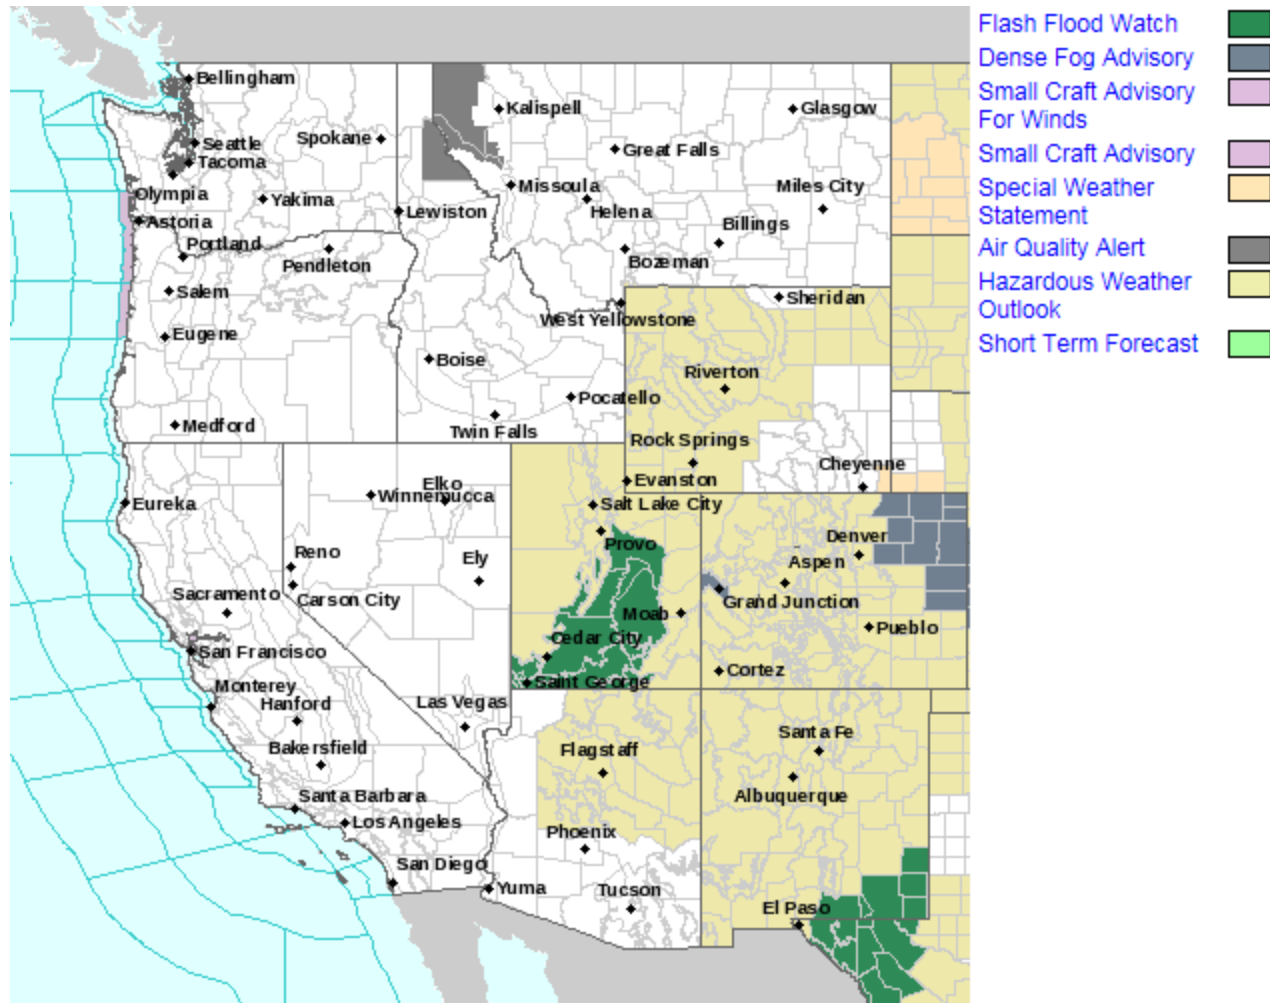 Flash Flood Watch
Dense Fog Advisory
Small Craft Advisory
For Winds
Small Craft Advisory
Special Weather
Statement
Air Quality Alert
Hazardous Weather
Outlook
Short Term Forecast
Bellingham
Kalispell
Glasgow
Seattle
Spokane
Great Falls
Tacoma
Olympia
Yakima
Missoula
Miles City
Astoria
Lewiston
Helena
Billings
Portland
Pendleton
Bozeman
Salem
Sheridan
West Yellowstone
Eugene
Boise
Riverton
Pocatello
Medford
Twin Falls
Rock Springs
Cheyenne
Elko
Evanston
Eureka
Winnemucca
Salt Lake City
Reno
Ely
Provo
Denver
Aspen
Sacramento
Carson City
Moab
Grand Junction
Cedar City
Pueblo
San Francisco
Cortez
Monterey
Saint George
Hanford
Las Vegas
Santa Fe
Bakersfield
Flagstaff
Santa Barbara
Albuquerque
Los Angeles
Phoenix
San Diego
Yuma
Tucson
El Paso